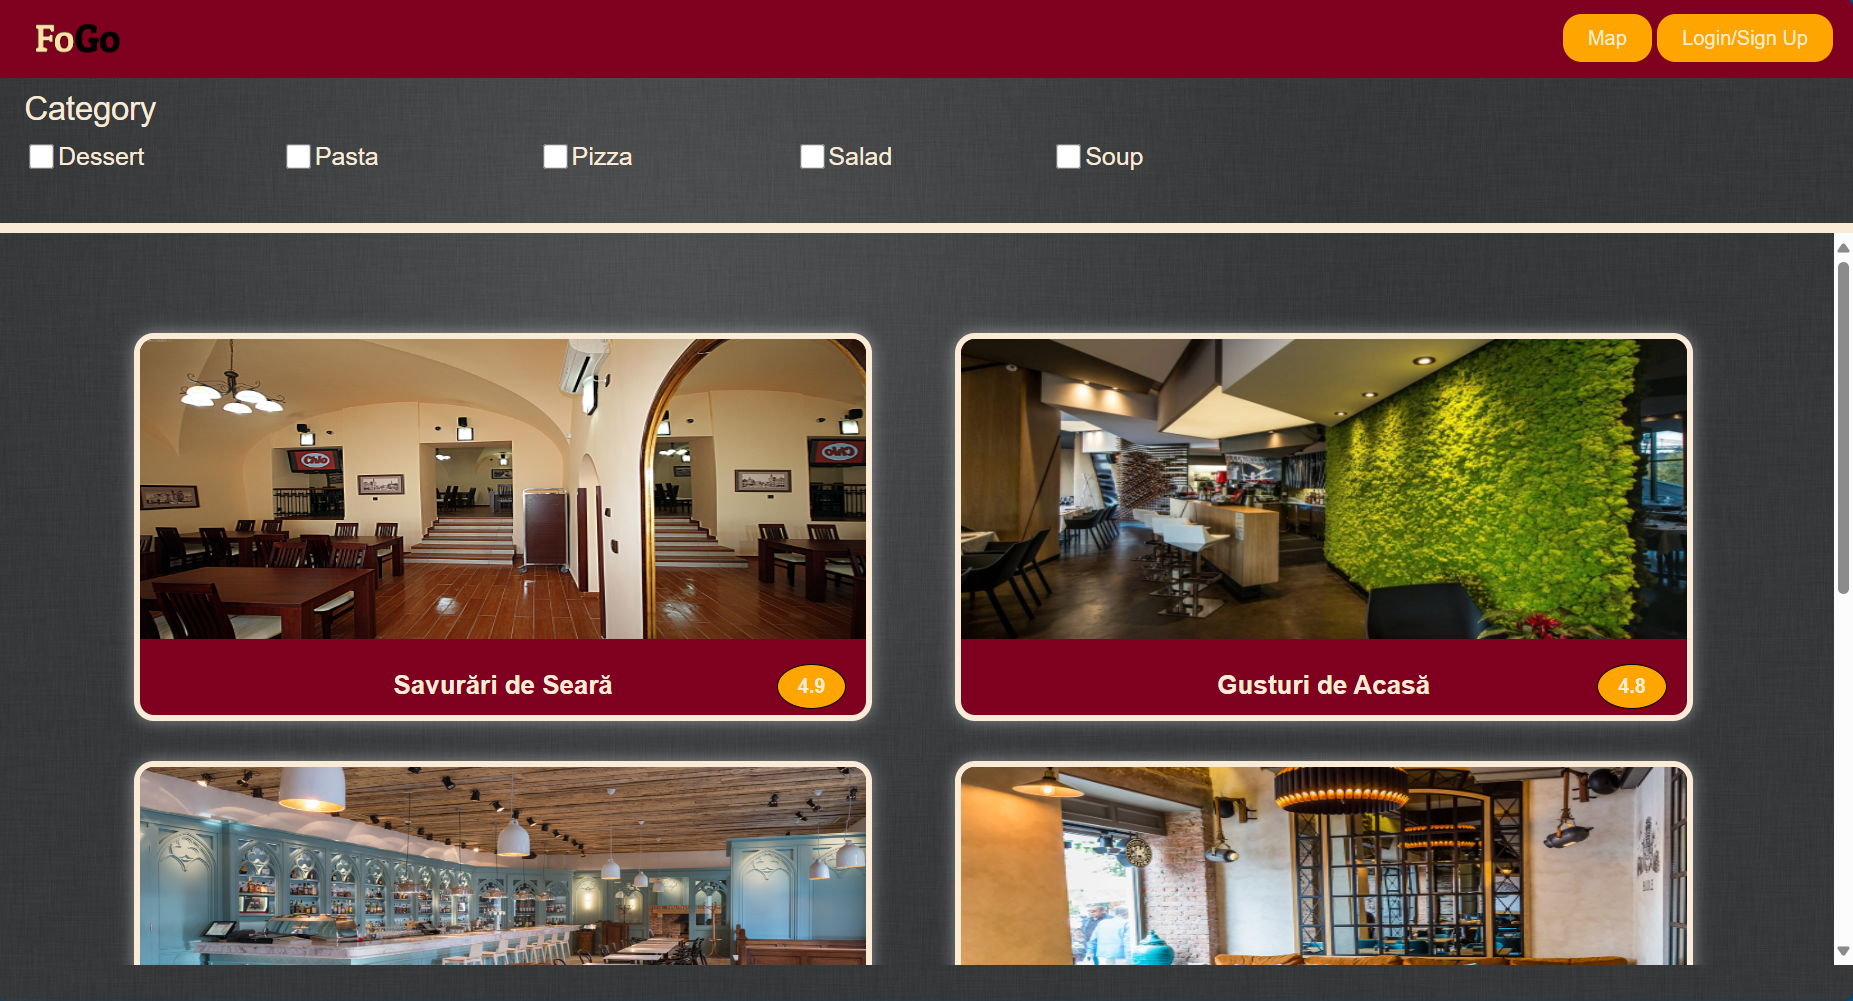 FoGo
Map
Login/Sign Up
Category
Dessert
Pasta
Pizza
Salad
Soup
Chio
Savurări de Seară
4.9
Gusturi de Acasă
4.8